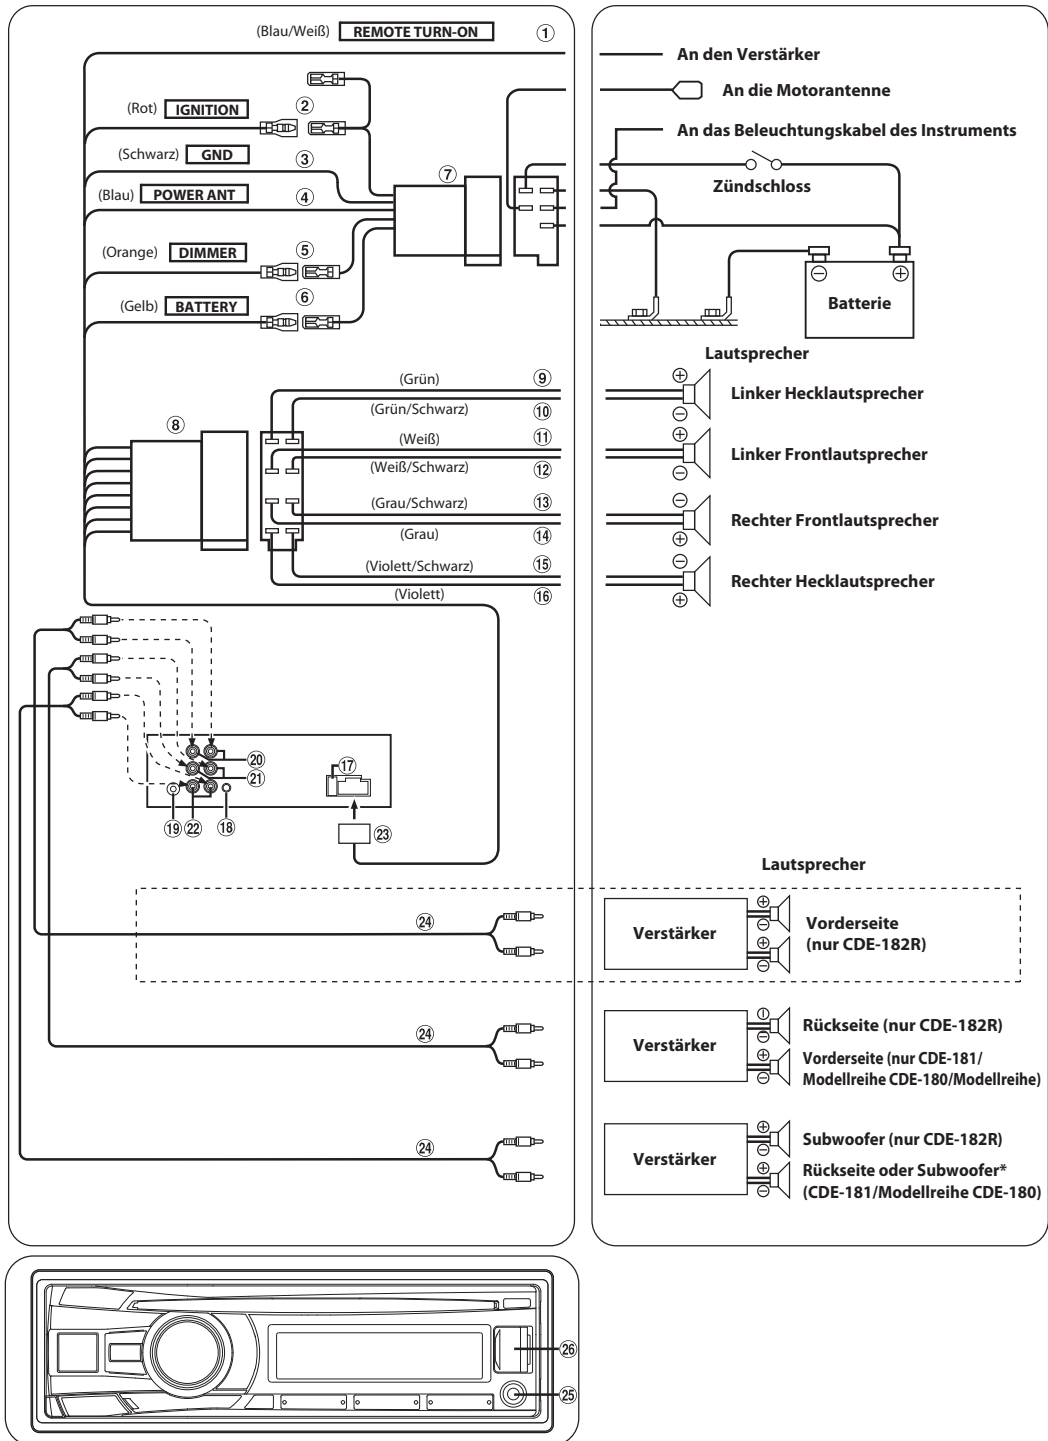 (Blau/Weiß) REMOTE TURN-ON ①
An den Verstärker
An die Motorantenne
(Rot) IGNITION ②
An das Beleuchtungskabel des Instruments
(Schwarz) GND ③
⑦
Zündschloss
(Blau) POWER ANT ④
(Orange) DIMMER ⑤
⊖ ⊕
(Gelb) BATTERY ⑥
Batterie
Lautsprecher
(Grün) ⑨
⊕
Linker Hecklautsprecher
(Grün/Schwarz) ⑩
⊖
⑧
(Weiß) ⑪
⊕
Linker Frontlautsprecher
(Weiß/Schwarz) ⑫
⊖
(Grau/Schwarz) ⑬
⊖
Rechter Frontlautsprecher
(Grau) ⑭
⊕
(Violett/Schwarz) ⑮
⊖
Rechter Hecklautsprecher
(Violett) ⑯
⊕
⑳
⑰
㉑
⑲ ㉒ ⑱
㉓
Lautsprecher
㉔
Verstärker
⊕
⊖
⊕
⊖
Vorderseite
(nur CDE-182R)
㉔
Verstärker
⊖
Rückseite (nur CDE-182R)
⊕
⊖
Vorderseite (nur CDE-181/
Modellreihe CDE-180/Modellreihe)
㉔
Verstärker
⊕
⊖
Subwoofer (nur CDE-182R)
⊕
⊖
Rückseite oder Subwoofer*
(CDE-181/Modellreihe CDE-180)
㉖
㉕